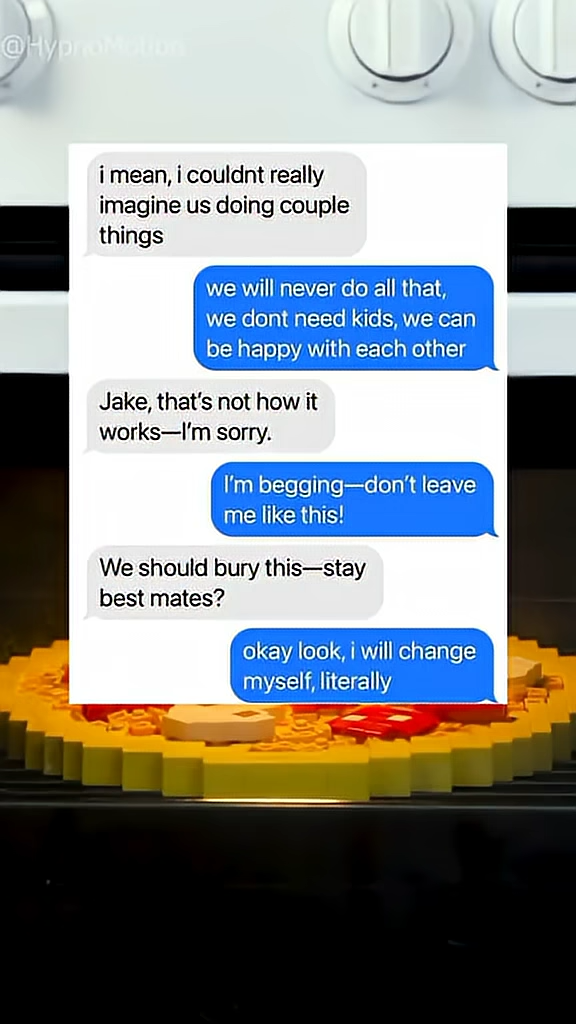 @HypnoMotion
i mean, i couldnt really
imagine us doing couple
things
we will never do all that,
we dont need kids, we can
be happy with each other
Jake, that's not how it
works—I'm sorry.
I'm begging—don't leave
me like this!
We should bury this—stay
best mates?
okay look, i will change
myself, literally